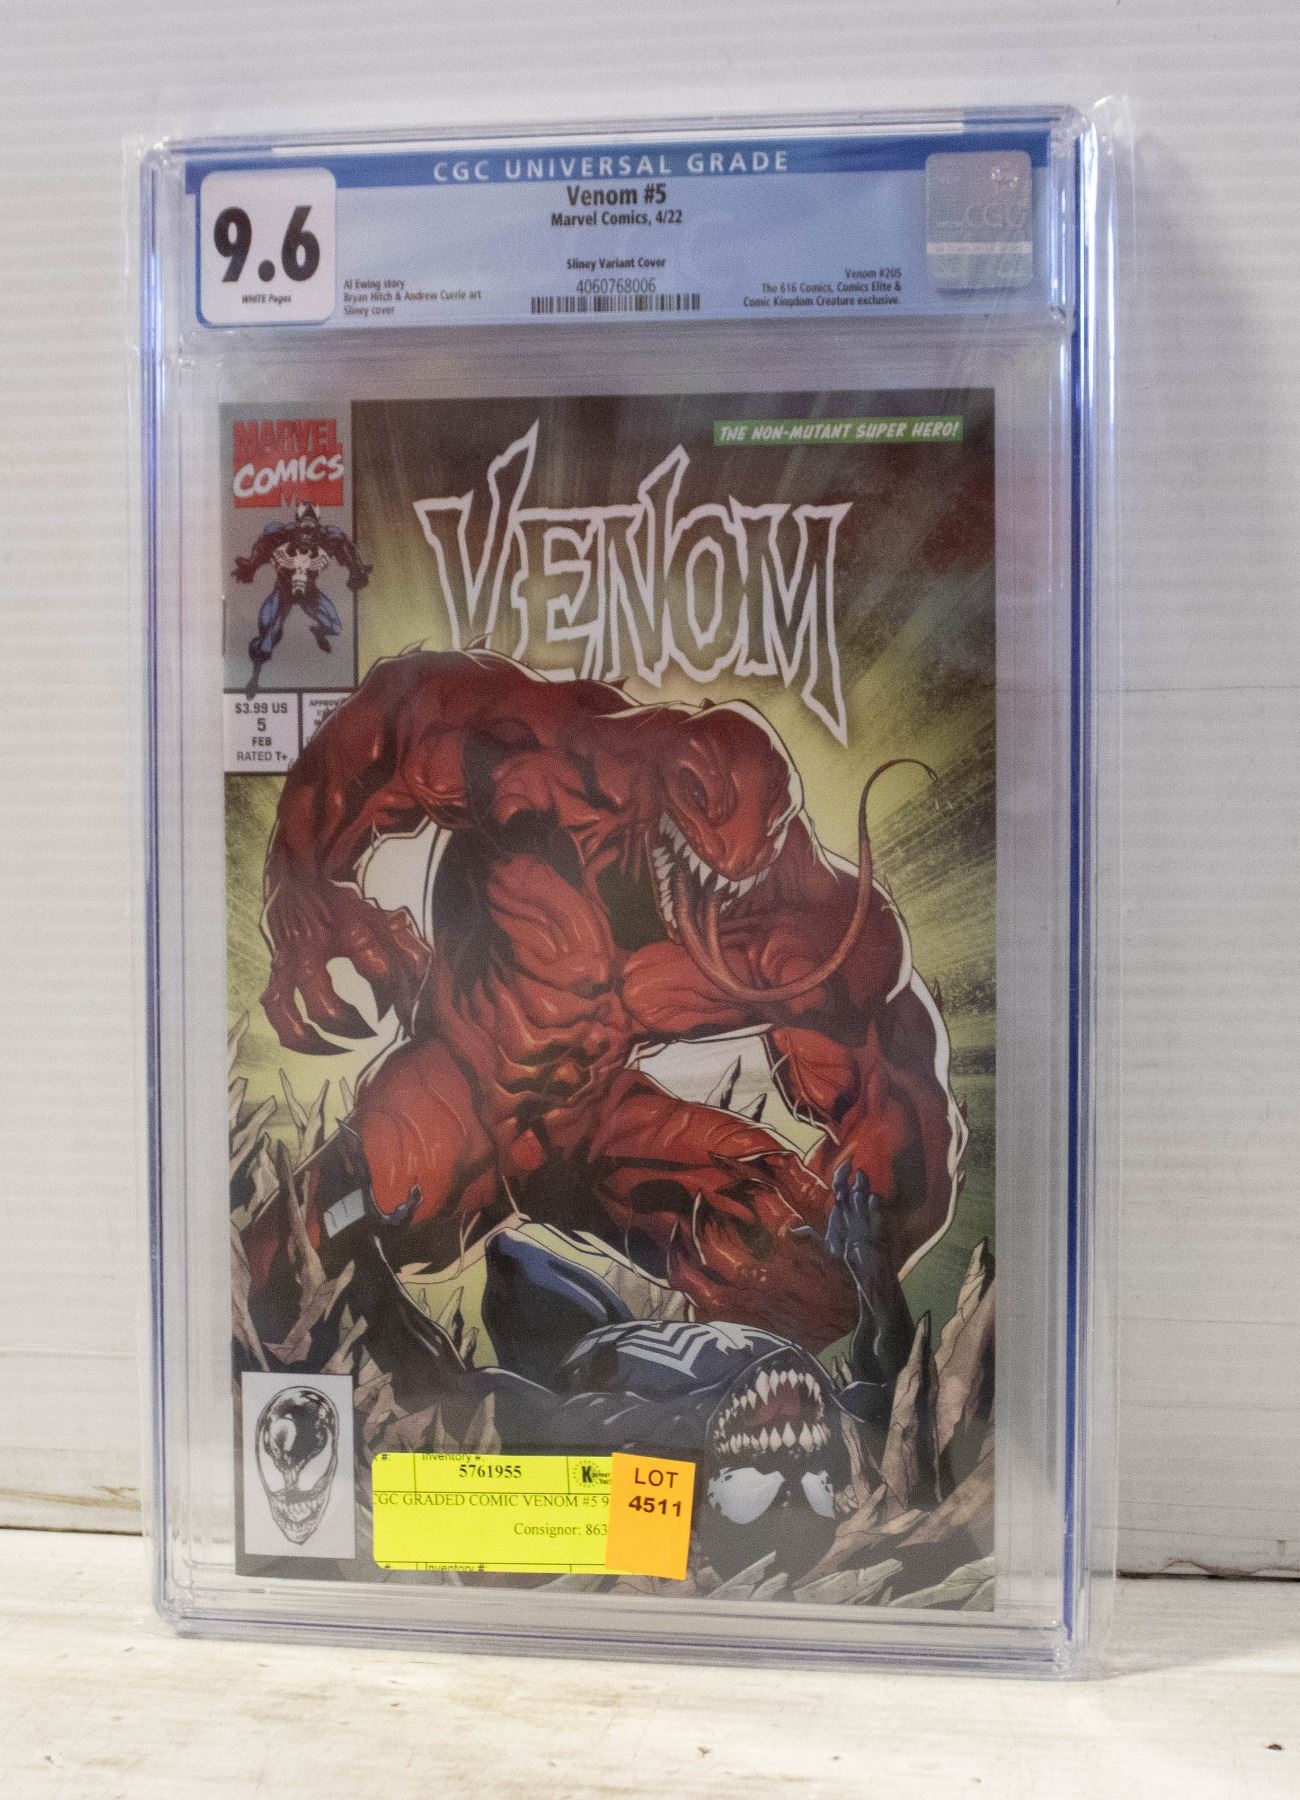 CGC UNIVERSAL GRADE
9.6
WHITE Pages
Venom #5
Marvel Comics, 4/22
Sliney Variant Cover
4060768006
Al Ewing story
Bryan Hitch & Andrew Currie art
Sliney cover
Venom #205
The 616 Comics, Comics Elite &
Comic Kingdom Creature exclusive.
MARVEL
COMICS
THE NON-MUTANT SUPER HERO!
VENOM
$3.99 US
5
FEB
RATED T+
APPROV
#:
Inventory #:
5761955
CGC GRADED COMIC VENOM #5 9
Consignor: 863
LOT
4511
#:
Inventory #: